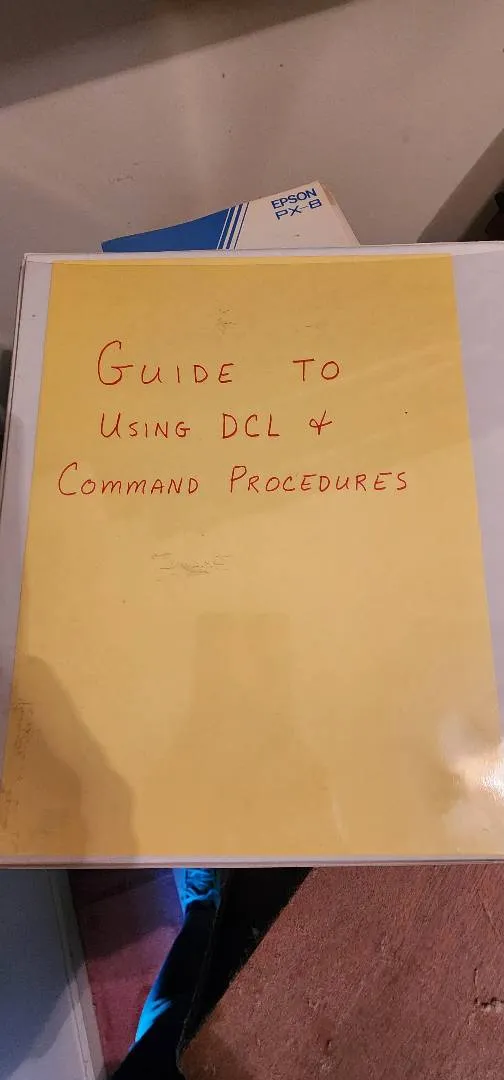 EPSON
PX-8
GUIDE TO
USING DCL &
COMMAND PROCEDURES